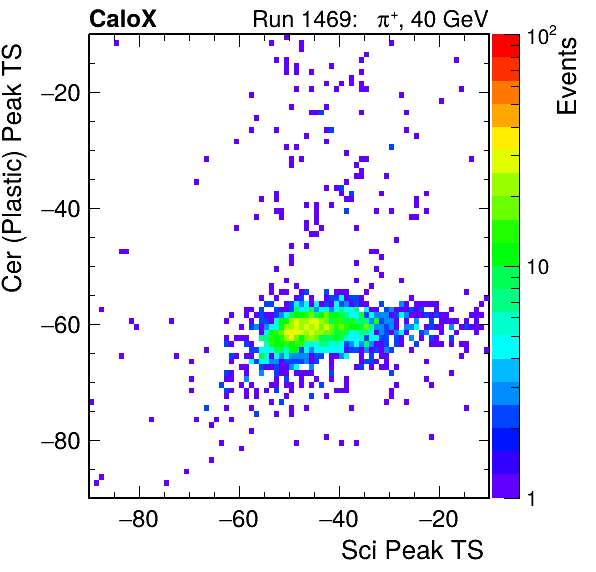 CaloX Run 1469: π⁺, 40 GeV
Cer (Plastic) Peak TS
−20
−40
−60
−80
−80 −60 −40 −20
Sci Peak TS
10²
10
1
Events